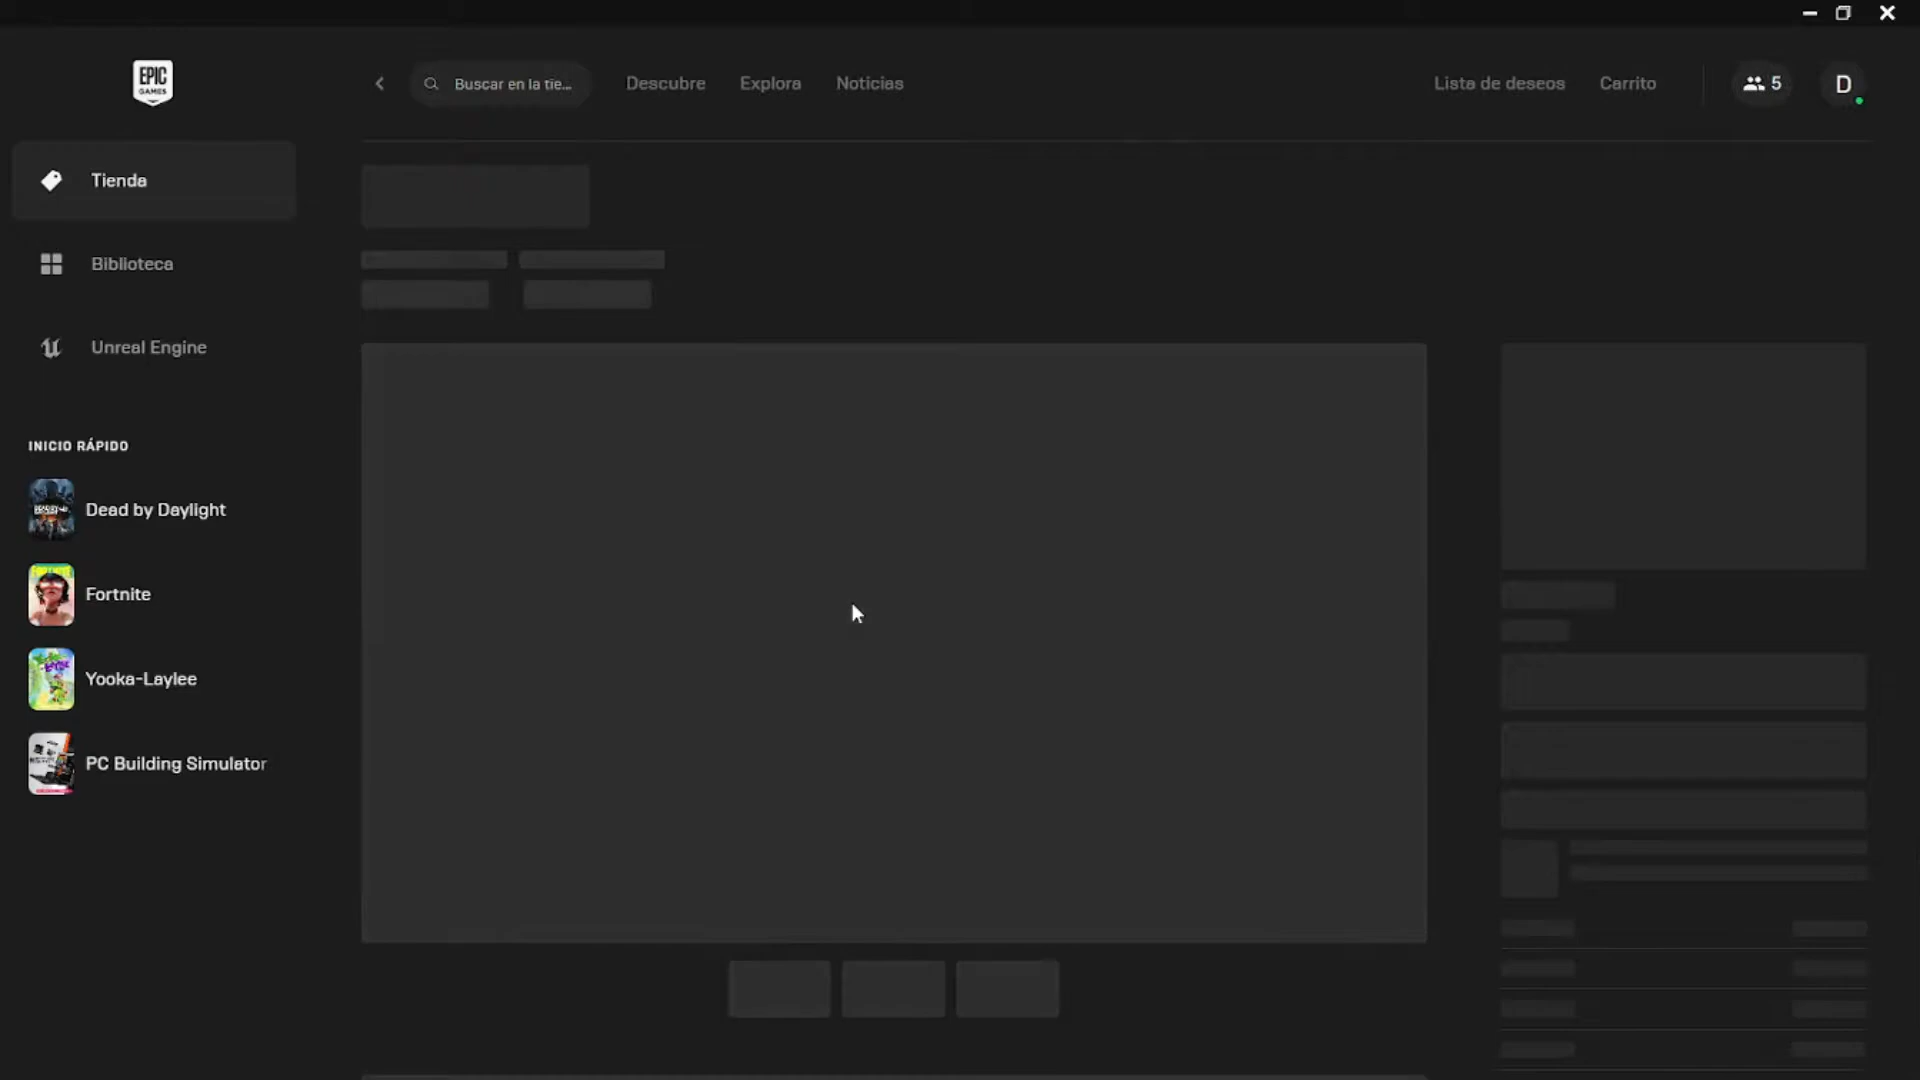 EPIC
GAMES
Buscar en la tie...
Descubre
Explora
Noticias
Lista de deseos
Carrito
5
D
Tienda
Biblioteca
Unreal Engine
INICIO RÁPIDO
Dead by Daylight
Fortnite
Yooka-Laylee
PC Building Simulator